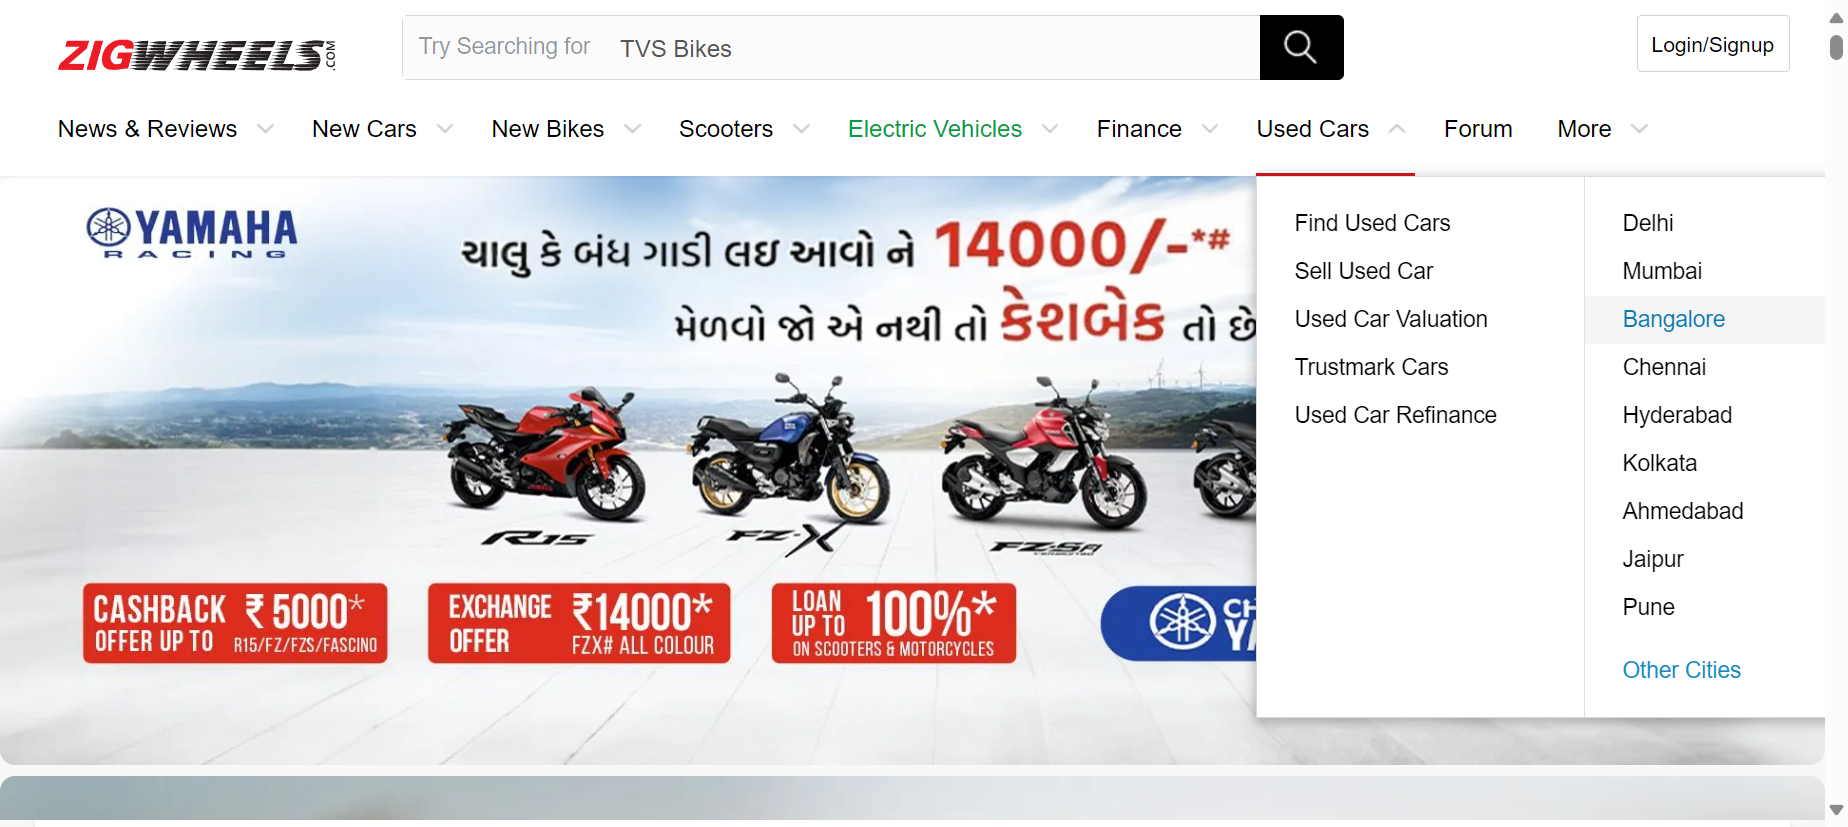 ZIGWHEELS.COM
Try Searching for TVS Bikes
Login/Signup
News & Reviews
New Cars
New Bikes
Scooters
Electric Vehicles
Finance
Used Cars
Forum
More
YAMAHA
RACING
ચાલુ કે બંધ ગાડી લઇ આવો ને 14000/-*#
મેળવો જો એ નથી તો કેશબેક તો છે
R15
FZ-X
FZ-S FI
CASHBACK ₹ 5000*
OFFER UP TO R15/FZ/FZS/FASCINO
EXCHANGE ₹14000*
OFFER FZX# ALL COLOUR
LOAN UP TO 100%*
ON SCOOTERS & MOTORCYCLES
Find Used Cars
Sell Used Car
Used Car Valuation
Trustmark Cars
Used Car Refinance
Delhi
Mumbai
Bangalore
Chennai
Hyderabad
Kolkata
Ahmedabad
Jaipur
Pune
Other Cities